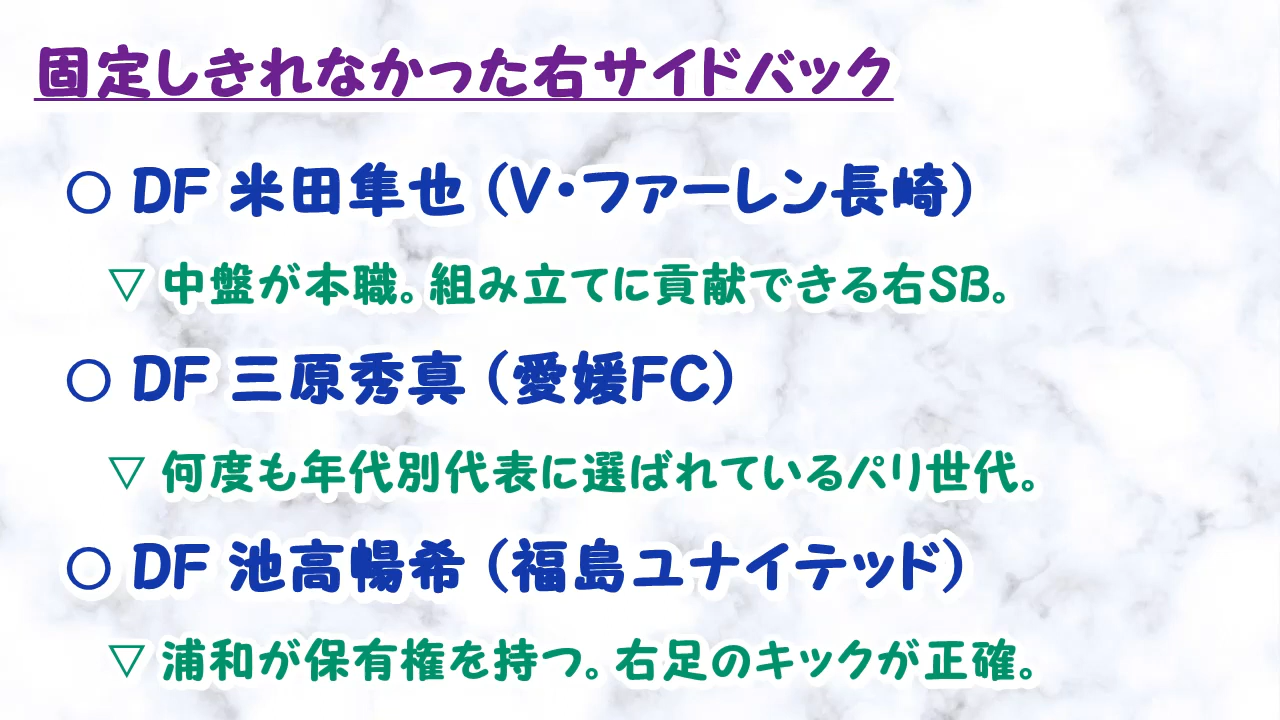 固定しきれなかった右サイドバック
○ DF 米田隼也 (V・ファーレン長崎)
▽ 中盤が本職。組み立てに貢献できる右SB。
○ DF 三原秀真 (愛媛FC)
▽ 何度も年代別代表に選ばれているパリ世代。
○ DF 池高暢希 (福島ユナイテッド)
▽ 浦和が保有権を持つ。右足のキックが正確。